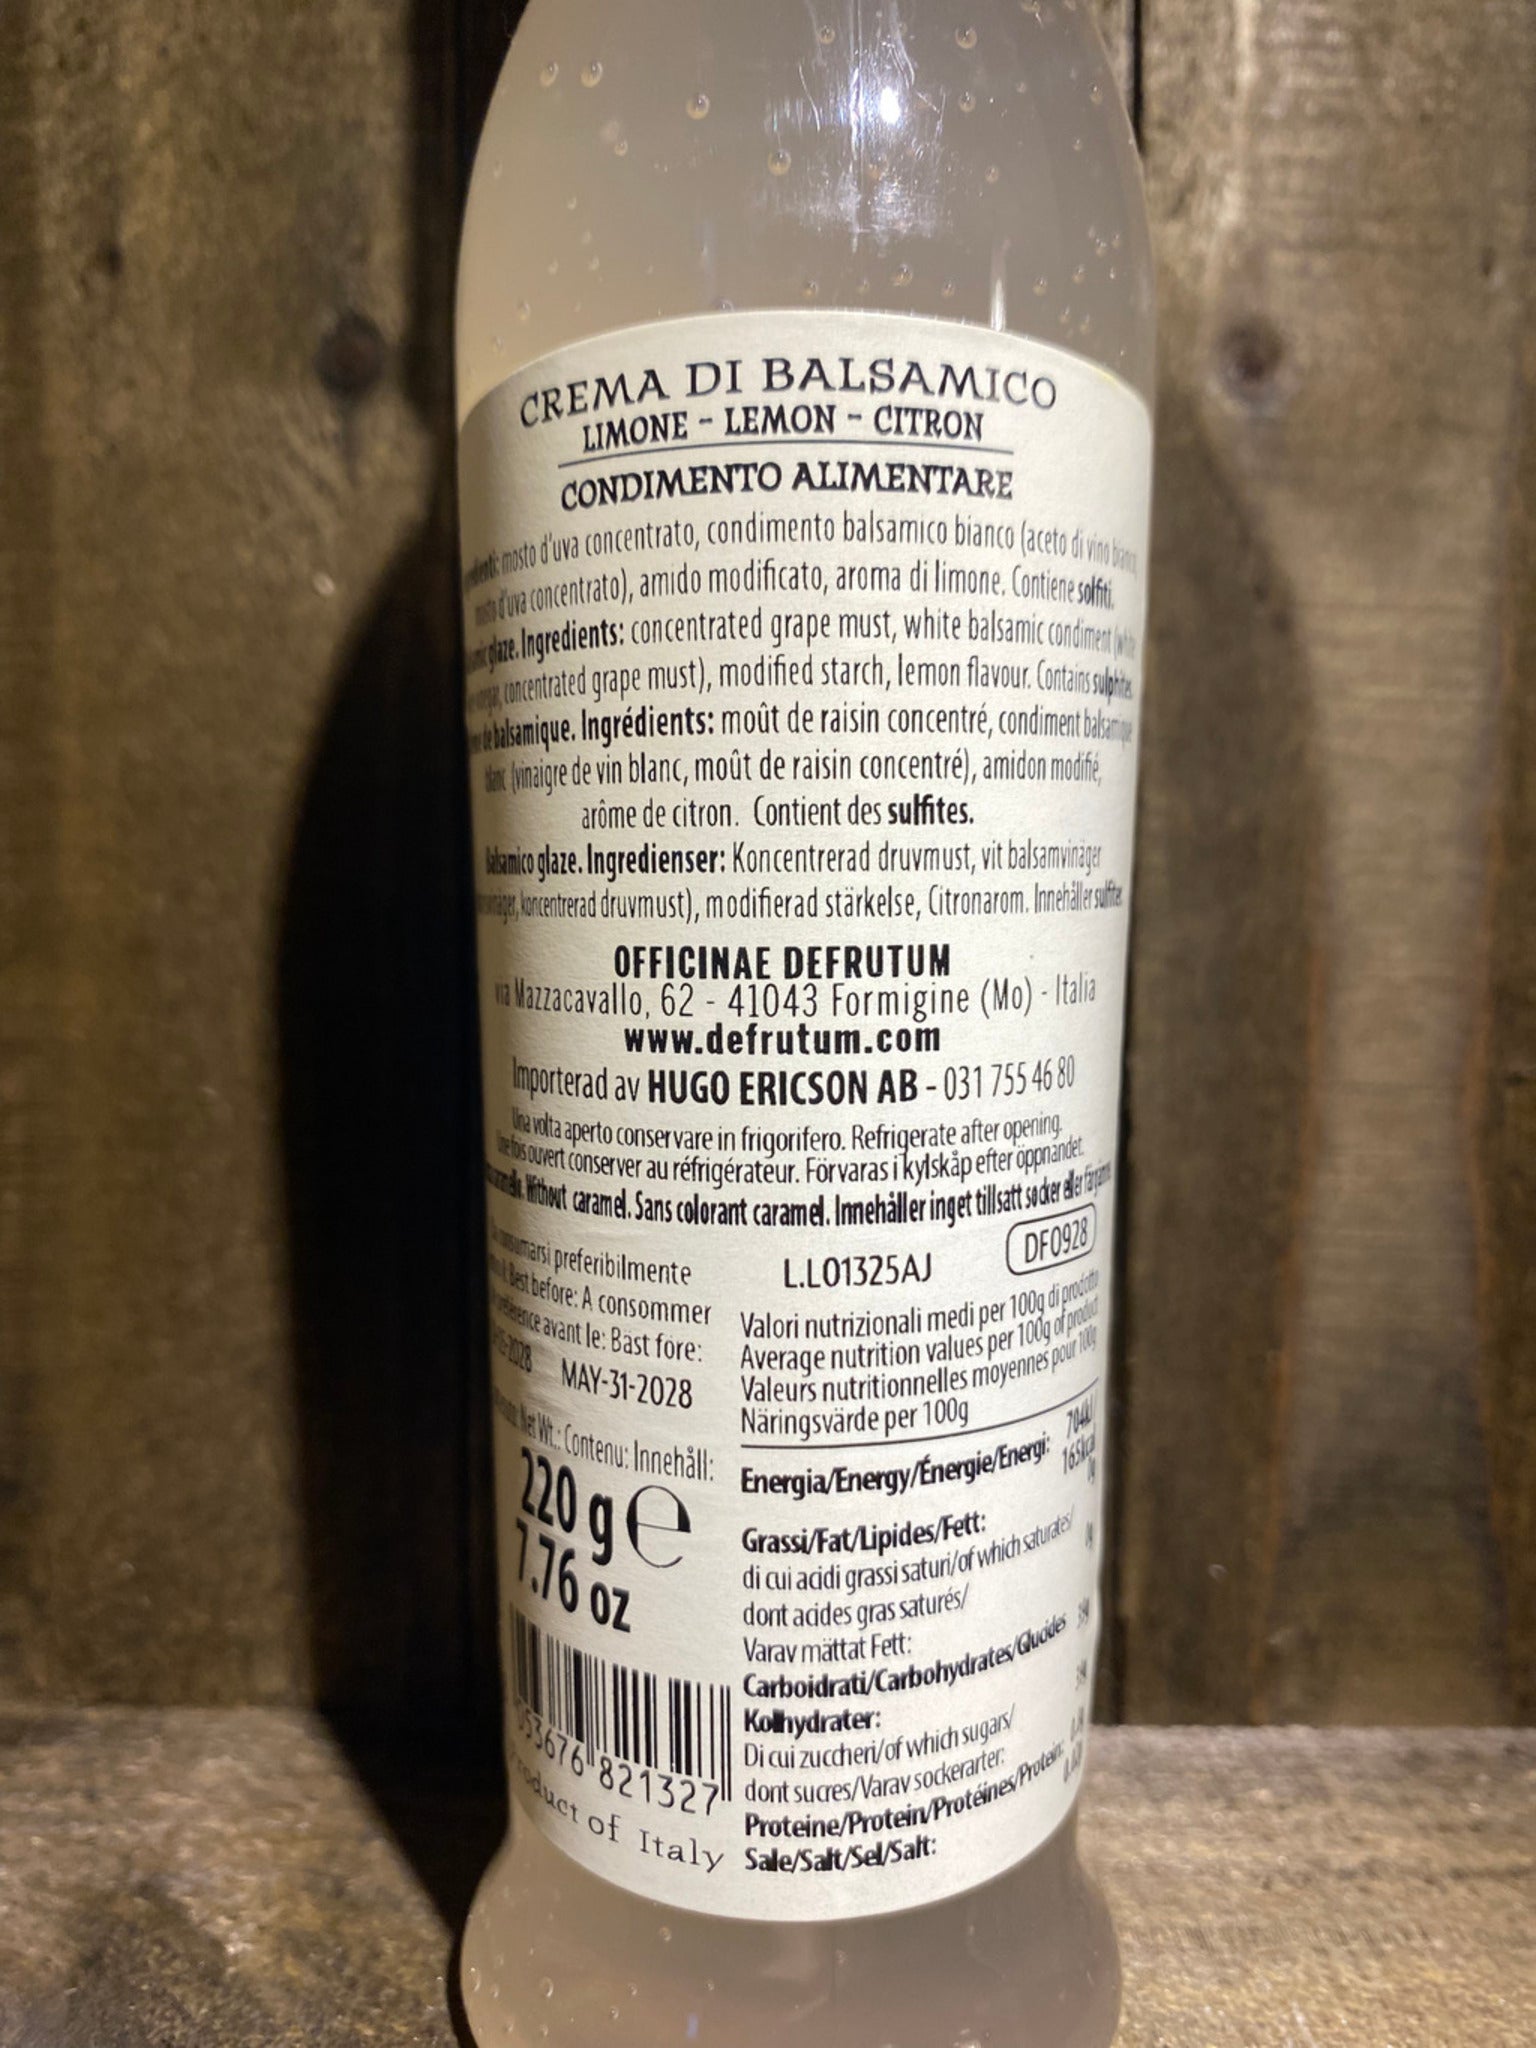 CREMA DI BALSAMICO
LIMONE - LEMON - CITRON
CONDIMENTO ALIMENTARE
mosto d'uva concentrato, condimento balsamico bianco (aceto di vino
d'uva concentrato), amido modificato, aroma di limone. Contiene solfiti.
glaze. Ingredients: concentrated grape must, white balsamic condiment
concentrated grape must), modified starch, lemon flavour. Contains sulphites.
de balsamique. Ingrédients: moût de raisin concentré, condiment balsamique
blanc (vinaigre de vin blanc, moût de raisin concentré), amidon modifié,
arôme de citron. Contient des sulfites.
Balsamico glaze. Ingredienser: Koncentrerad druvmust, vit balsamvinäger
koncentrerad druvmust), modifierad stärkelse, Citronarom. Innehåller sulfiter.
OFFICINAE DEFRUTUM
via Mazzacavallo, 62 - 41043 Formigine (Mo) - Italia
www.defrutum.com
Importerad av HUGO ERICSON AB - 031 755 46 80
Una volta aperto conservare in frigorifero. Refrigerate after opening.
Une fois ouvert conserver au réfrigérateur. Förvaras i kylskåp efter öppnandet.
Without caramel. Sans colorant caramel. Innehåller inget tillsatt socker eller
consumarsi preferibilmente
Best before: A consommer
avant le: Bäst före:
MAY-31-2028
L.L01325AJ
DF0928
Net Wt.: Contenu: Innehåll:
220 g ℮
7.76 oz
821327
Product of Italy
Valori nutrizionali medi per 100g di prodotto
Average nutrition values per 100g of product
Valeurs nutritionnelles moyennes pour 100g
Näringsvärde per 100g
Energia/Energy/Énergie/Energi: 704kJ/
165kcal
Grassi/Fat/Lipides/Fett:
di cui acidi grassi saturi/of which saturates/
dont acides gras saturés/
Varav mättat Fett:
Carboidrati/Carbohydrates/Glucides
Kolhydrater:
Di cui zuccheri/of which sugars/
dont sucres/Varav sockerarter:
Proteine/Protein/Protéines/Protein:
Sale/Salt/Sel/Salt: